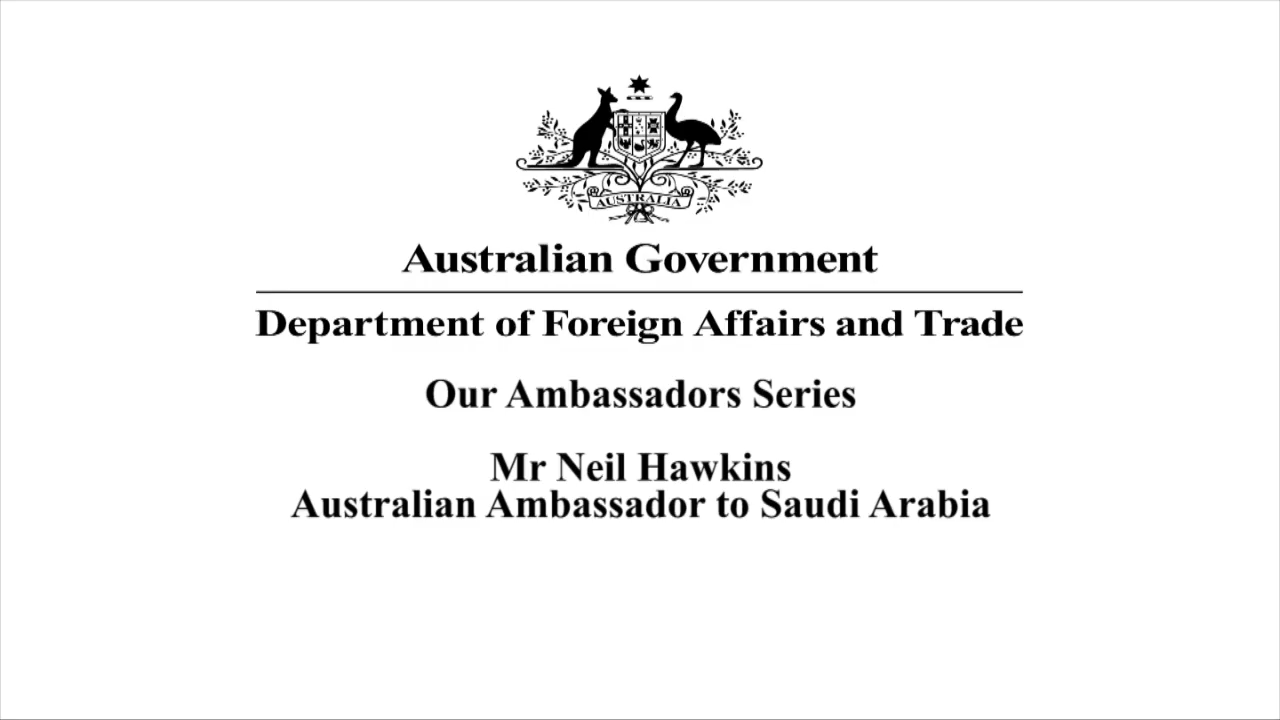 AUSTRALIA
Australian Government
Department of Foreign Affairs and Trade
Our Ambassadors Series
Mr Neil Hawkins
Australian Ambassador to Saudi Arabia